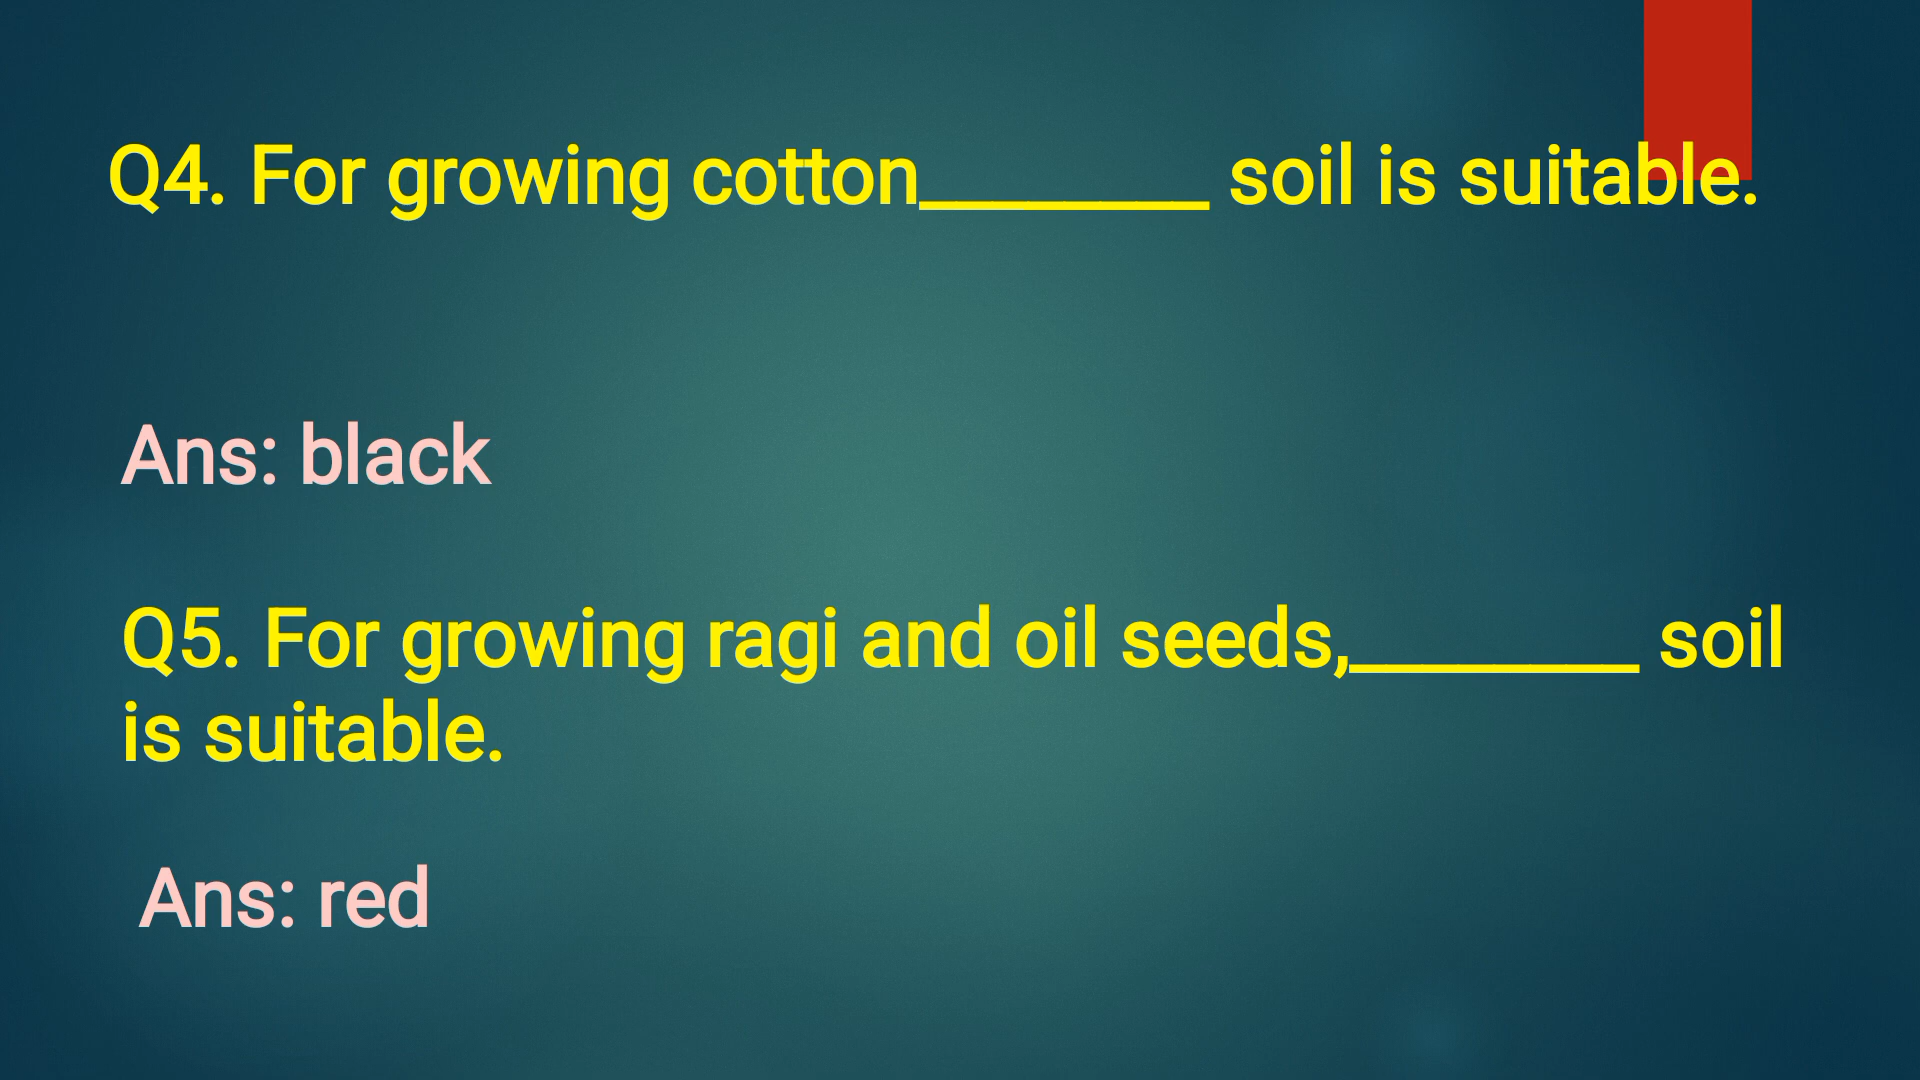 Q4. For growing cotton________ soil is suitable.
Ans: black
Q5. For growing ragi and oil seeds,________ soil
is suitable.
Ans: red